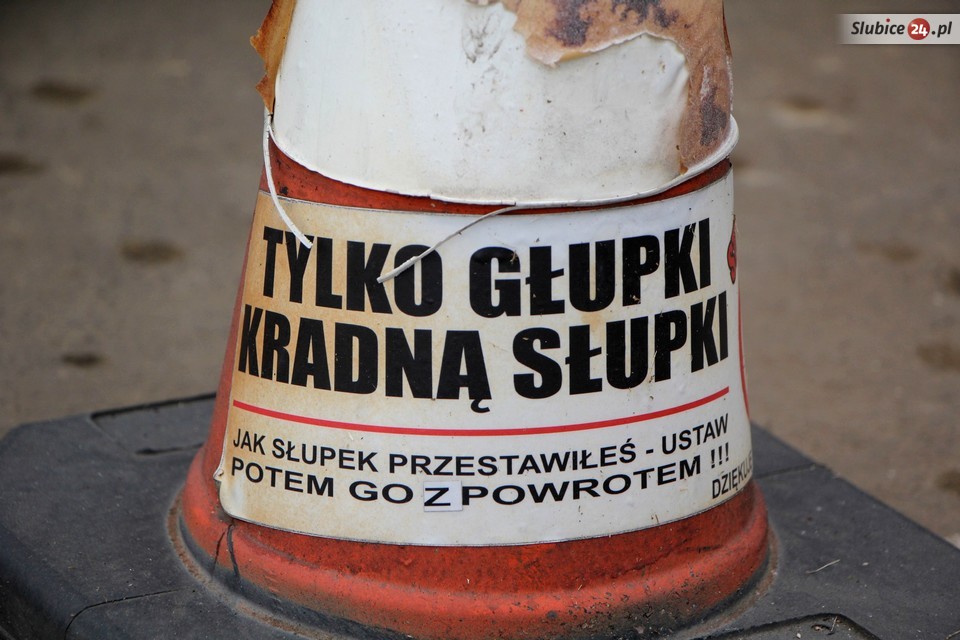 Slubice24.pl
TYLKO GŁUPKI
KRADNĄ SŁUPKI
JAK SŁUPEK PRZESTAWIŁEŚ - USTAW
POTEM GO Z POWROTEM !!!